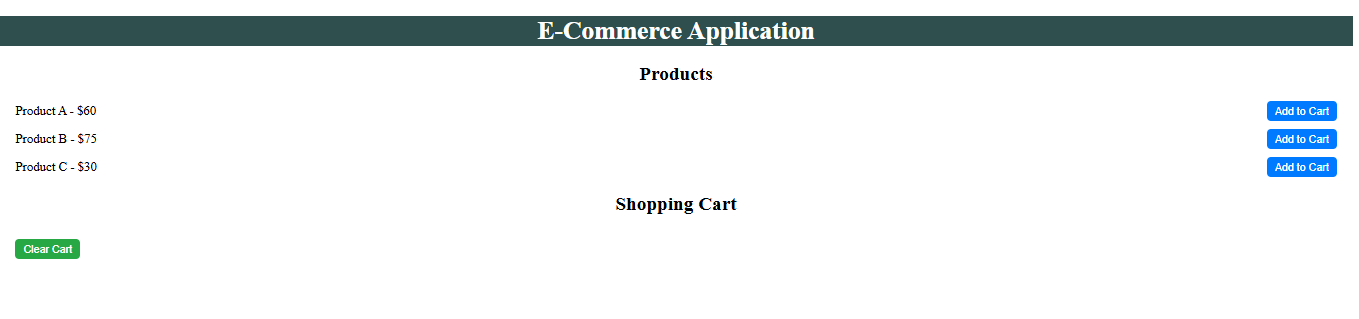 E-Commerce Application
Products
Product A - $60 Add to Cart
Product B - $75 Add to Cart
Product C - $30 Add to Cart
Shopping Cart
Clear Cart